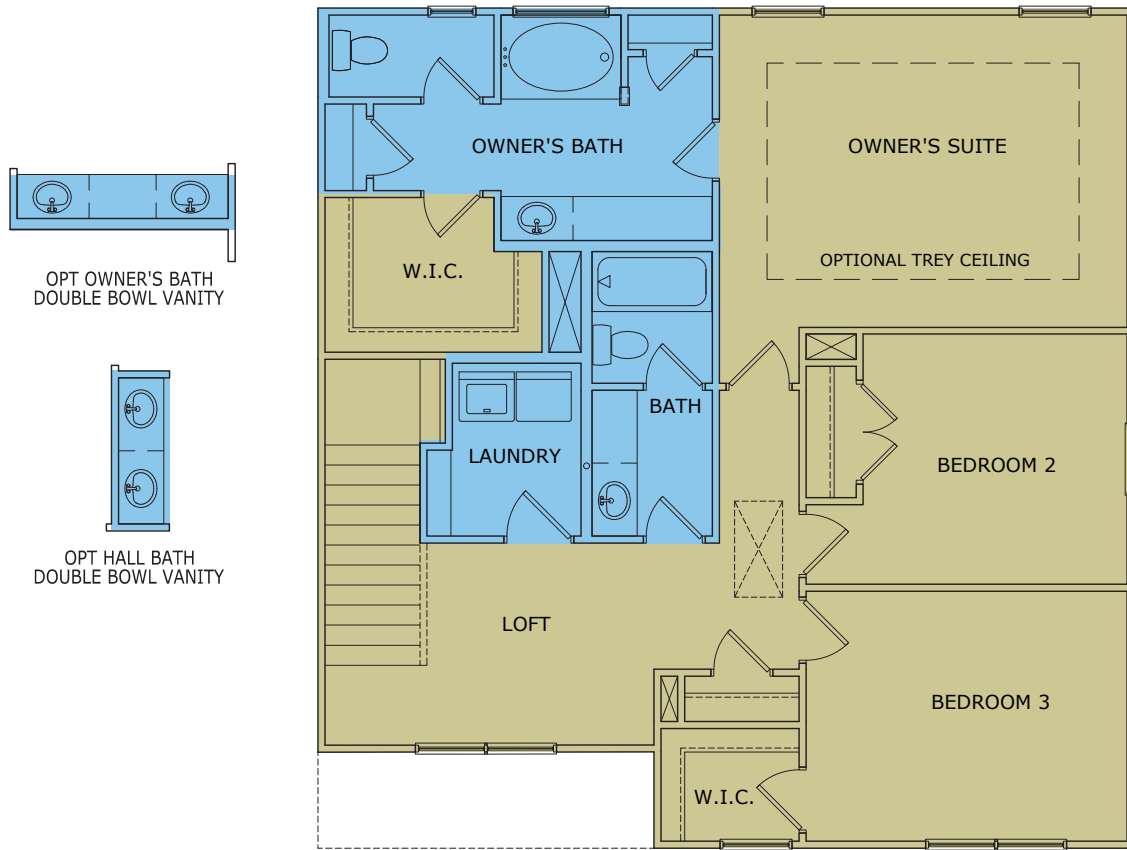 OWNER'S BATH
OWNER'S SUITE
OPTIONAL TREY CEILING
W.I.C.
OPT OWNER'S BATH
DOUBLE BOWL VANITY
BATH
LAUNDRY
BEDROOM 2
OPT HALL BATH
DOUBLE BOWL VANITY
LOFT
BEDROOM 3
W.I.C.